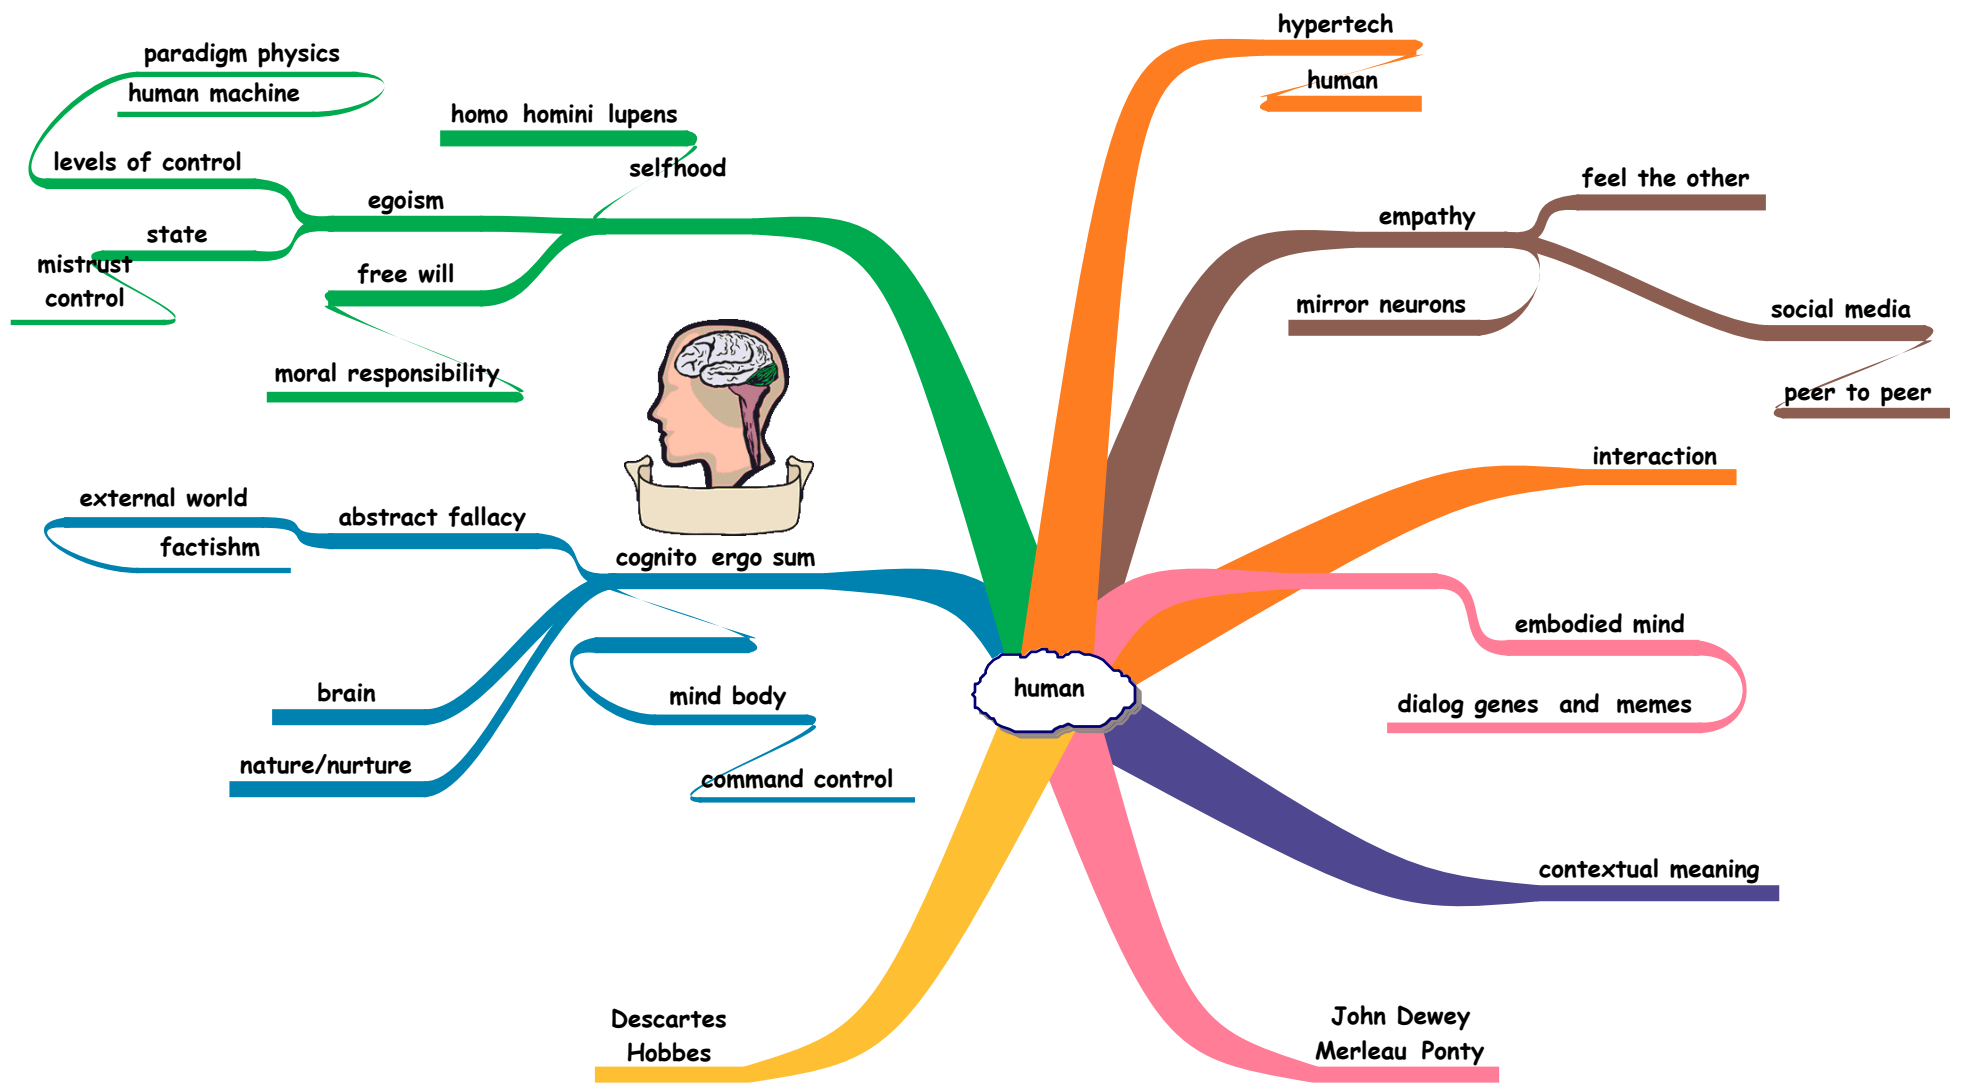 hypertech
human
paradigm physics
human machine
homo homini lupens
selfhood
levels of control
egoism
state
mistrust
control
free will
moral responsibility
feel the other
empathy
mirror neurons
social media
peer to peer
interaction
external world
abstract fallacy
factishm
cognito ergo sum
brain
mind body
nature/nurture
command control
human
embodied mind
dialog genes and memes
contextual meaning
Descartes
Hobbes
John Dewey
Merleau Ponty